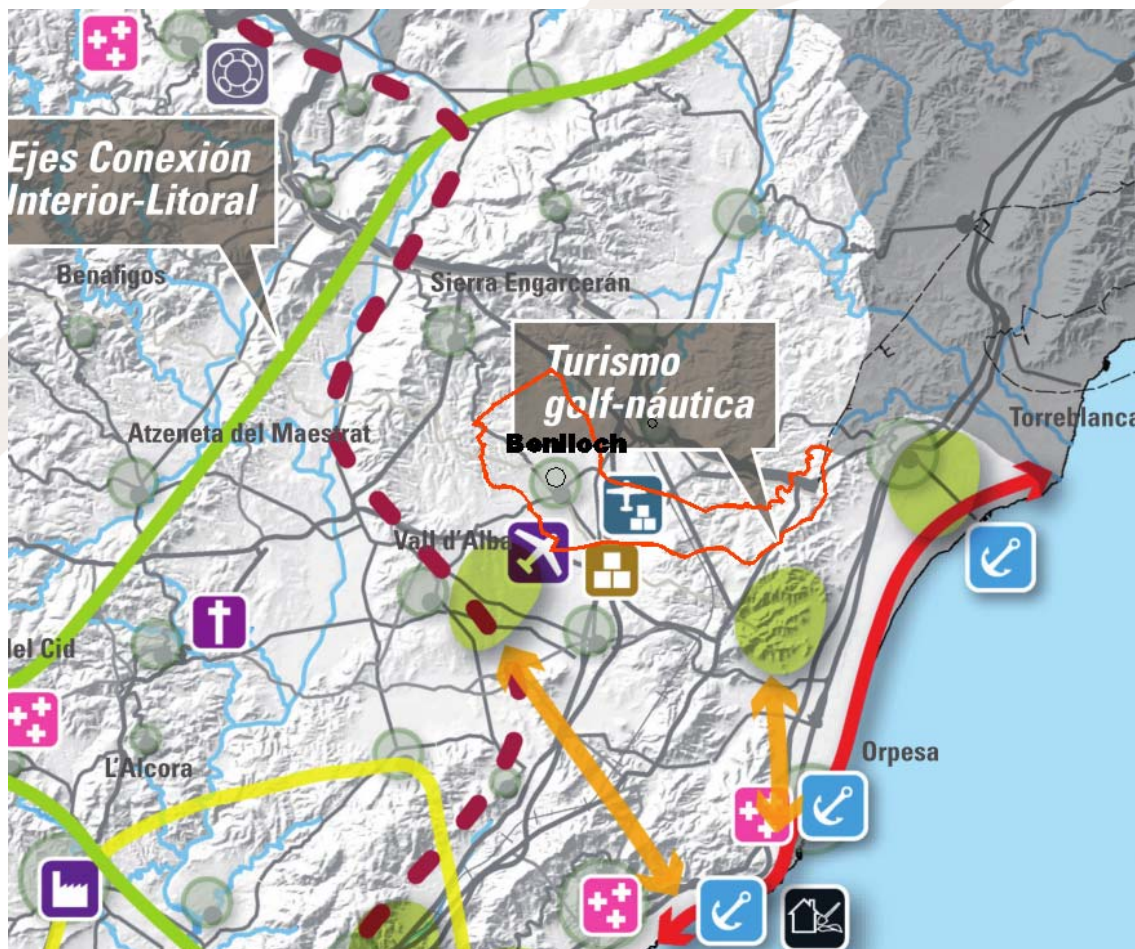 Ejes Conexión
Interior-Litoral
Benafigos
Sierra Engarcerán
Turismo
golf-náutica
Torreblanca
Atzeneta del Maestrat
Benlloch
Vall d'Alba
del Cid
Orpesa
L'Alcora